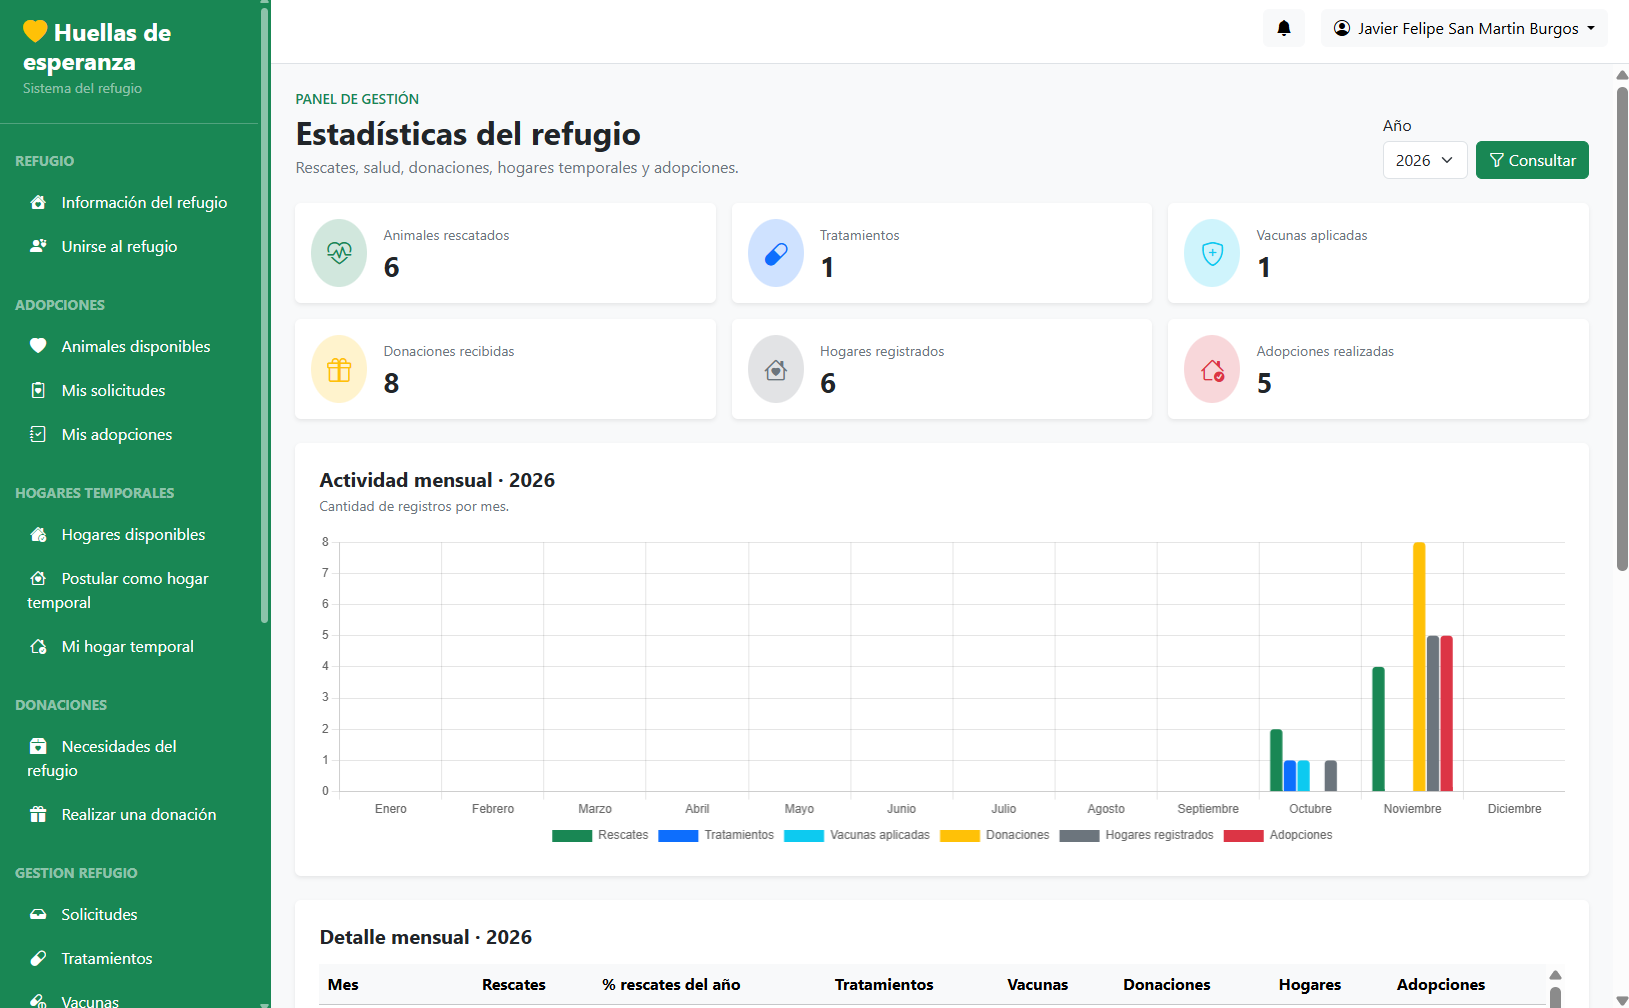 Huellas de
esperanza
Sistema del refugio
REFUGIO
Información del refugio
Unirse al refugio
ADOPCIONES
Animales disponibles
Mis solicitudes
Mis adopciones
HOGARES TEMPORALES
Hogares disponibles
Postular como hogar
temporal
Mi hogar temporal
DONACIONES
Necesidades del
refugio
Realizar una donación
GESTION REFUGIO
Solicitudes
Tratamientos
Vacunas
Javier Felipe San Martin Burgos
PANEL DE GESTIÓN
Estadísticas del refugio
Rescates, salud, donaciones, hogares temporales y adopciones.
Año
2026
Consultar
Animales rescatados
6
Tratamientos
1
Vacunas aplicadas
1
Donaciones recibidas
8
Hogares registrados
6
Adopciones realizadas
5
Actividad mensual · 2026
Cantidad de registros por mes.
8
7
6
5
4
3
2
1
0
Enero Febrero Marzo Abril Mayo Junio Julio Agosto Septiembre Octubre Noviembre Diciembre
Rescates Tratamientos Vacunas aplicadas Donaciones Hogares registrados Adopciones
Detalle mensual · 2026
Mes Rescates % rescates del año Tratamientos Vacunas Donaciones Hogares Adopciones